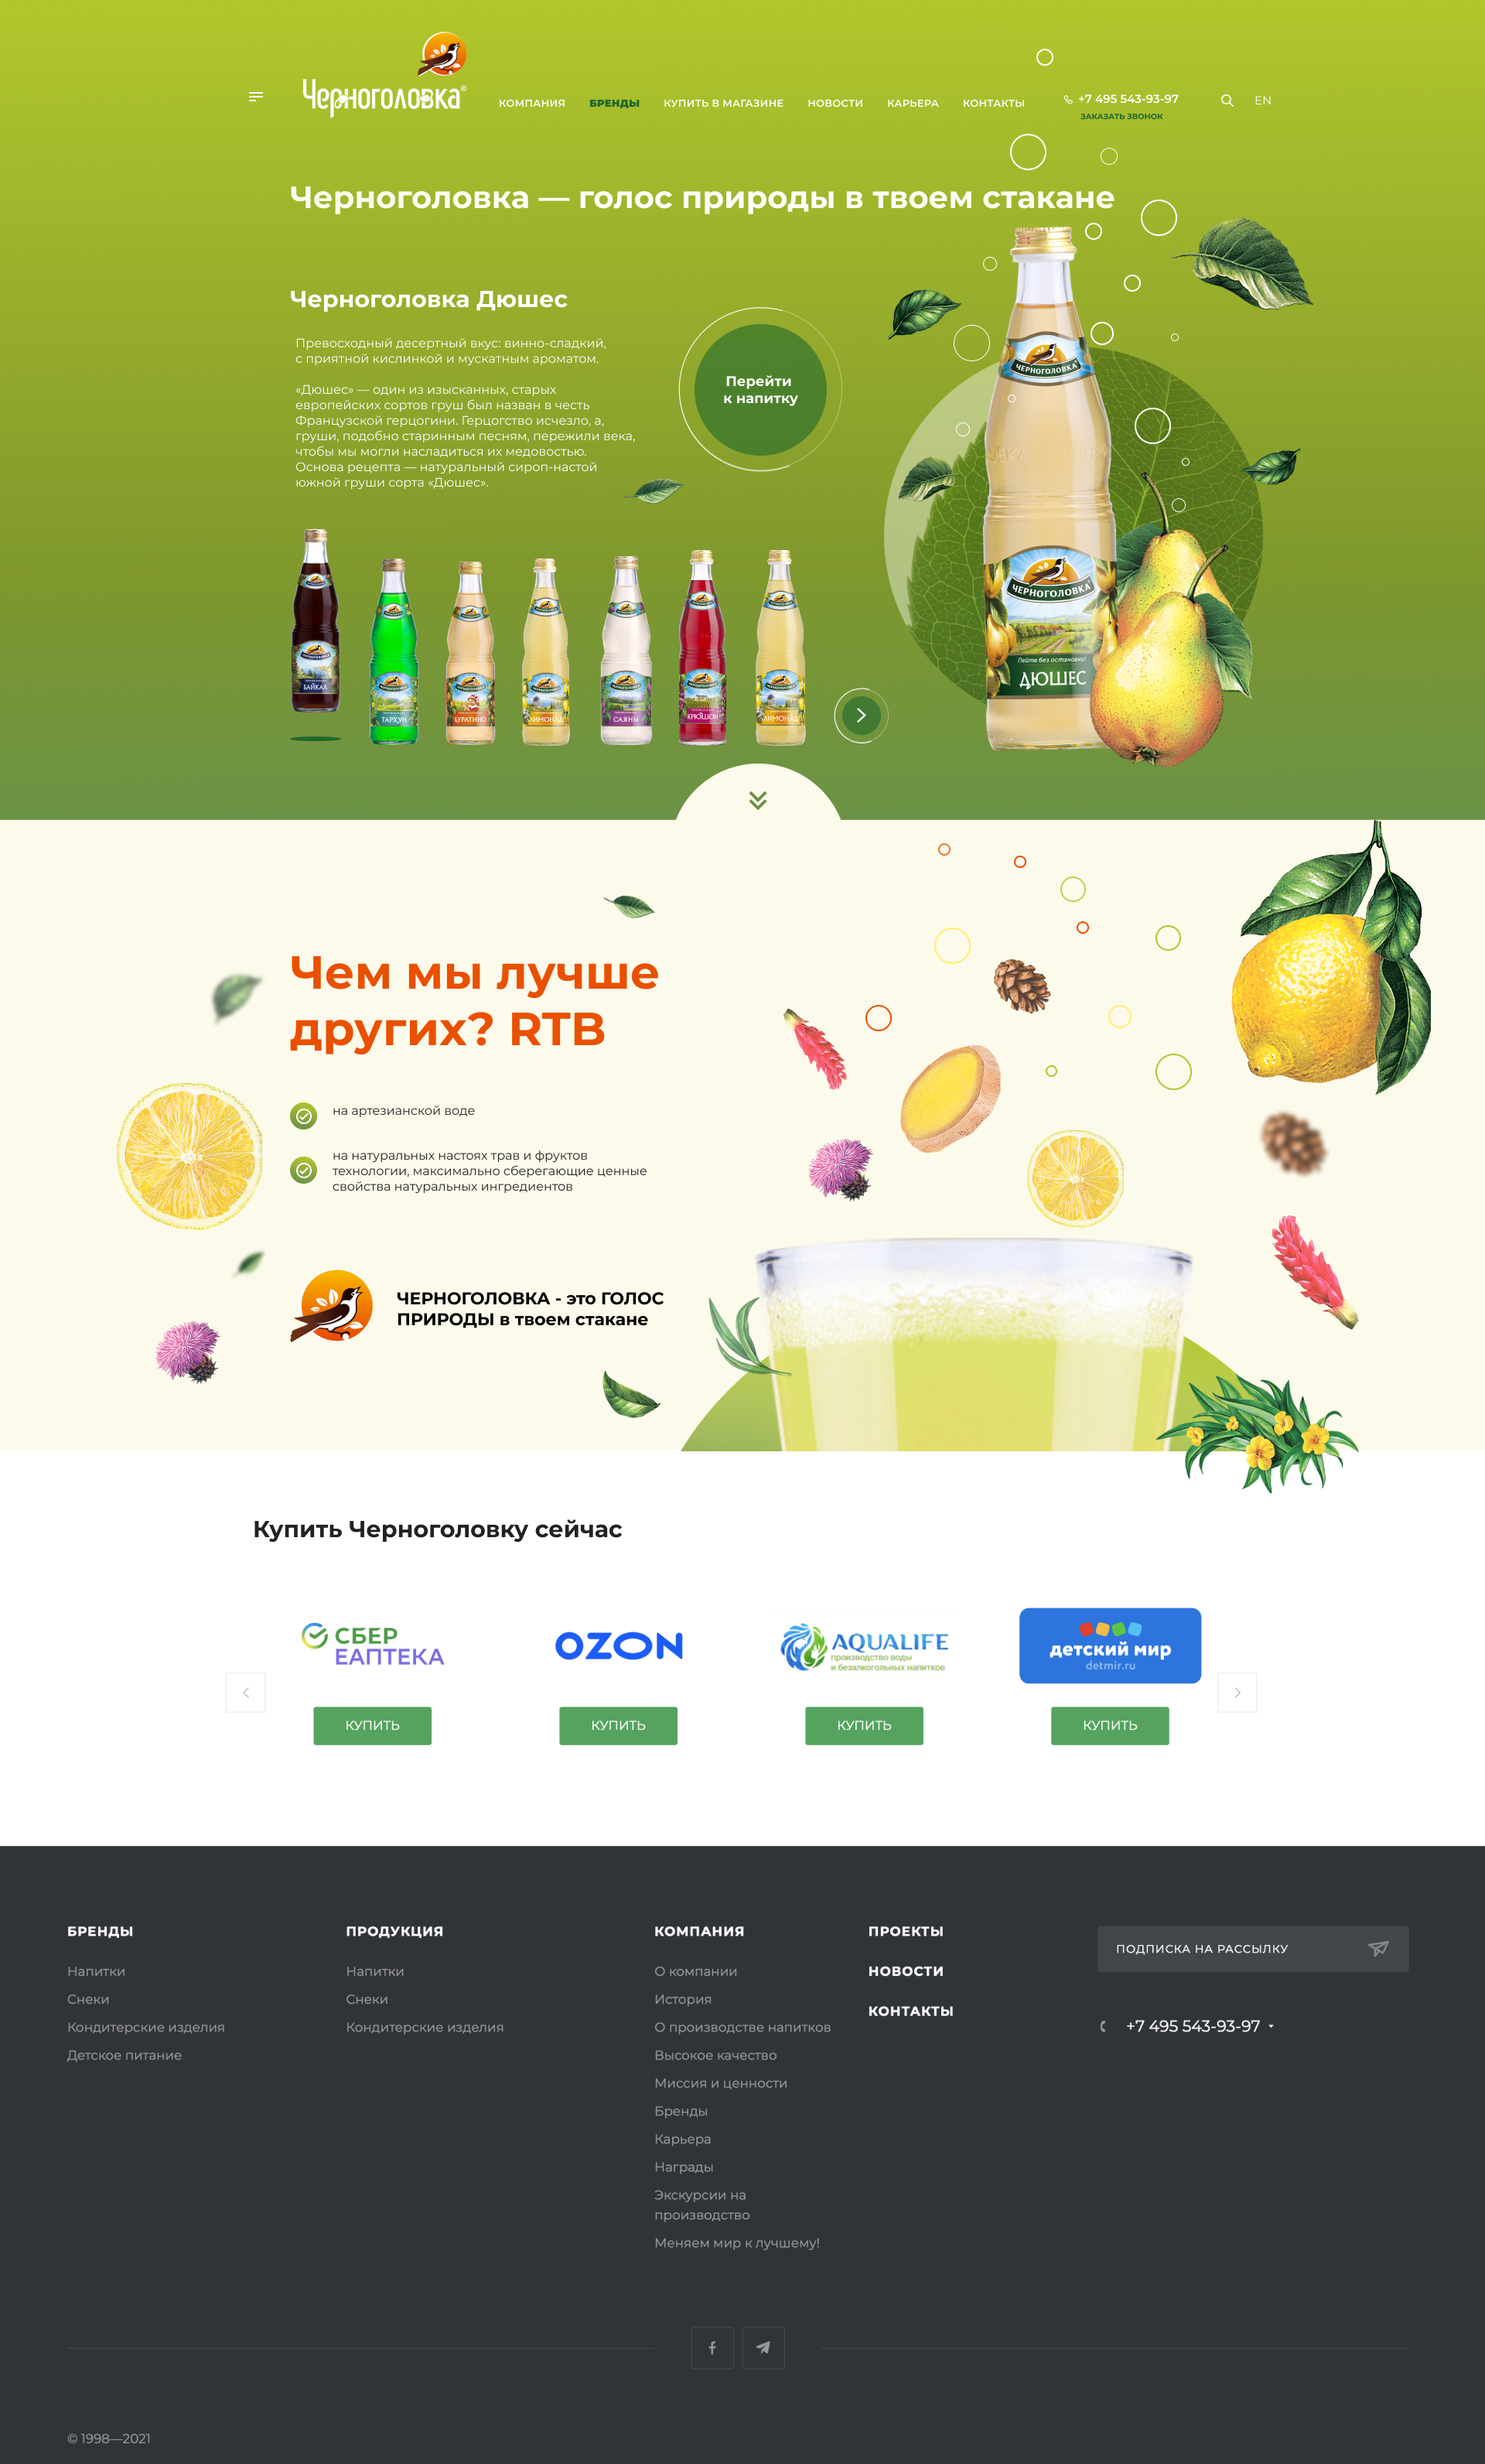 Черноголовка®
КОМПАНИЯ
БРЕНДЫ
КУПИТЬ В МАГАЗИНЕ
НОВОСТИ
КАРЬЕРА
КОНТАКТЫ
+7 495 543-93-97
ЗАКАЗАТЬ ЗВОНОК
EN
Черноголовка — голос природы в твоем стакане
Черноголовка Дюшес
Превосходный десертный вкус: винно-сладкий,
с приятной кислинкой и мускатным ароматом.
«Дюшес» — один из изысканных, старых
европейских сортов груш был назван в честь
Французской герцогини. Герцогство исчезло, а,
груши, подобно старинным песням, пережили века,
чтобы мы могли насладиться их медовостью.
Основа рецепта — натуральный сироп-настой
южной груши сорта «Дюшес».
Перейти
к напитку
ЧЕРНОГОЛОВКА
ЧЕРНОГОЛОВКА
Пейте без остановки!
ДЮШЕС
БАЙКАЛ
ТАРХУН
БУРАТИНО
ЛИМОНАД
САЯНЫ
КРЮШОН
ЛИМОНАД
Чем мы лучше
других? RTB
на артезианской воде
на натуральных настоях трав и фруктов
технологии, максимально сберегающие ценные
свойства натуральных ингредиентов
ЧЕРНОГОЛОВКА - это ГОЛОС
ПРИРОДЫ в твоем стакане
Купить Черноголовку сейчас
СБЕР
ЕАПТЕКА
OZON
AQUALIFE
производство воды
и безалкогольных напитков
детский мир
detmir.ru
КУПИТЬ
КУПИТЬ
КУПИТЬ
КУПИТЬ
БРЕНДЫ
Напитки
Снеки
Кондитерские изделия
Детское питание
ПРОДУКЦИЯ
Напитки
Снеки
Кондитерские изделия
КОМПАНИЯ
О компании
История
О производстве напитков
Высокое качество
Миссия и ценности
Бренды
Карьера
Награды
Экскурсии на
производство
Меняем мир к лучшему!
ПРОЕКТЫ
НОВОСТИ
КОНТАКТЫ
ПОДПИСКА НА РАССЫЛКУ
+7 495 543-93-97
© 1998—2021